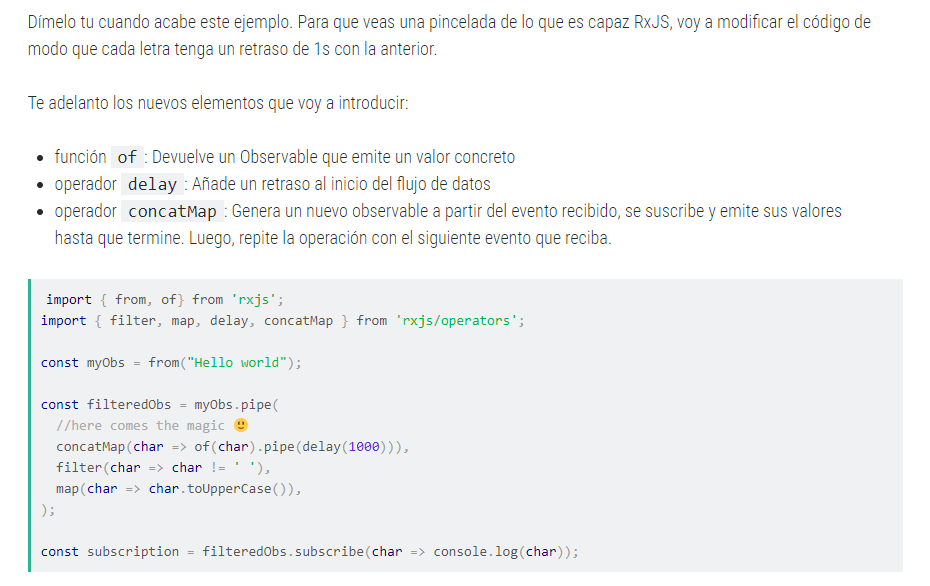 Dímelo tu cuando acabe este ejemplo. Para que veas una pincelada de lo que es capaz RxJS, voy a modificar el código de
modo que cada letra tenga un retraso de 1s con la anterior.
Te adelanto los nuevos elementos que voy a introducir:
• función of : Devuelve un Observable que emite un valor concreto
• operador delay : Añade un retraso al inicio del flujo de datos
• operador concatMap : Genera un nuevo observable a partir del evento recibido, se suscribe y emite sus valores
hasta que termine. Luego, repite la operación con el siguiente evento que reciba.
import { from, of} from 'rxjs';
import { filter, map, delay, concatMap } from 'rxjs/operators';
const myObs = from("Hello world");
const filteredObs = myObs.pipe(
//here comes the magic 🙂
concatMap(char => of(char).pipe(delay(1000))),
filter(char => char != ' '),
map(char => char.toUpperCase()),
);
const subscription = filteredObs.subscribe(char => console.log(char));